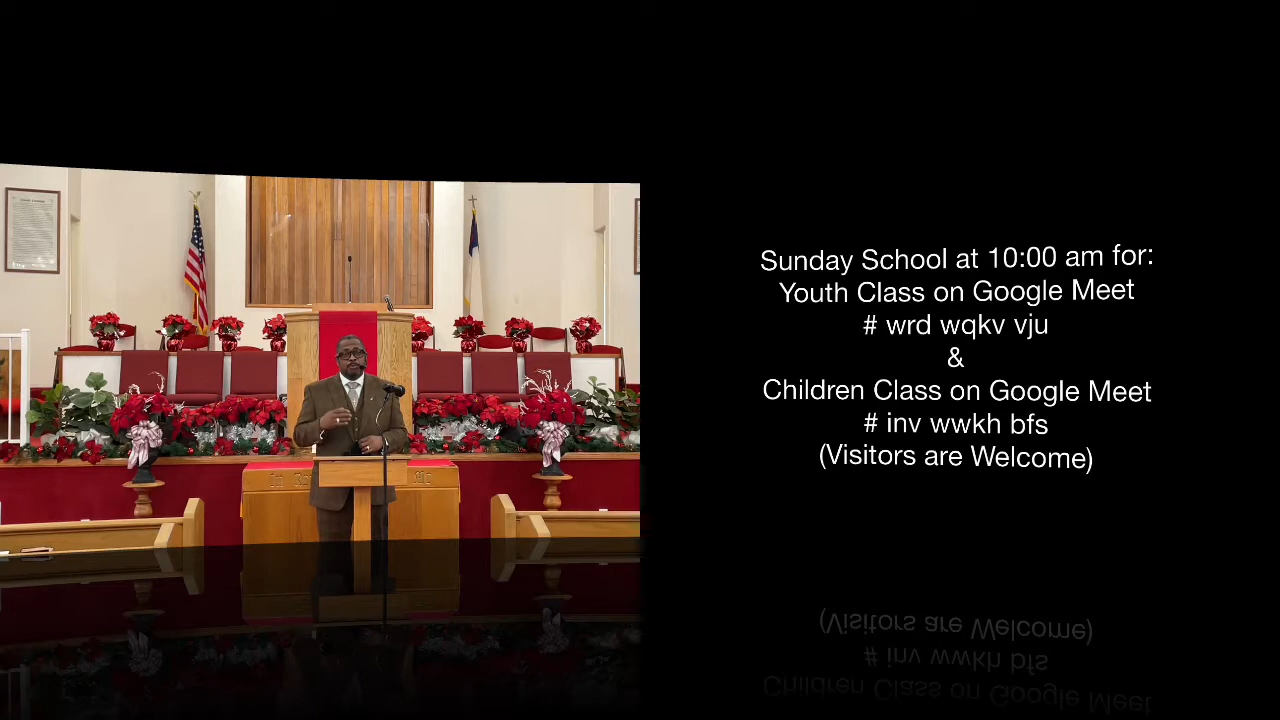 Sunday School at 10:00 am for:
Youth Class on Google Meet
# wrd wqkv vju
&
Children Class on Google Meet
# inv wwkh bfs
(Visitors are Welcome)